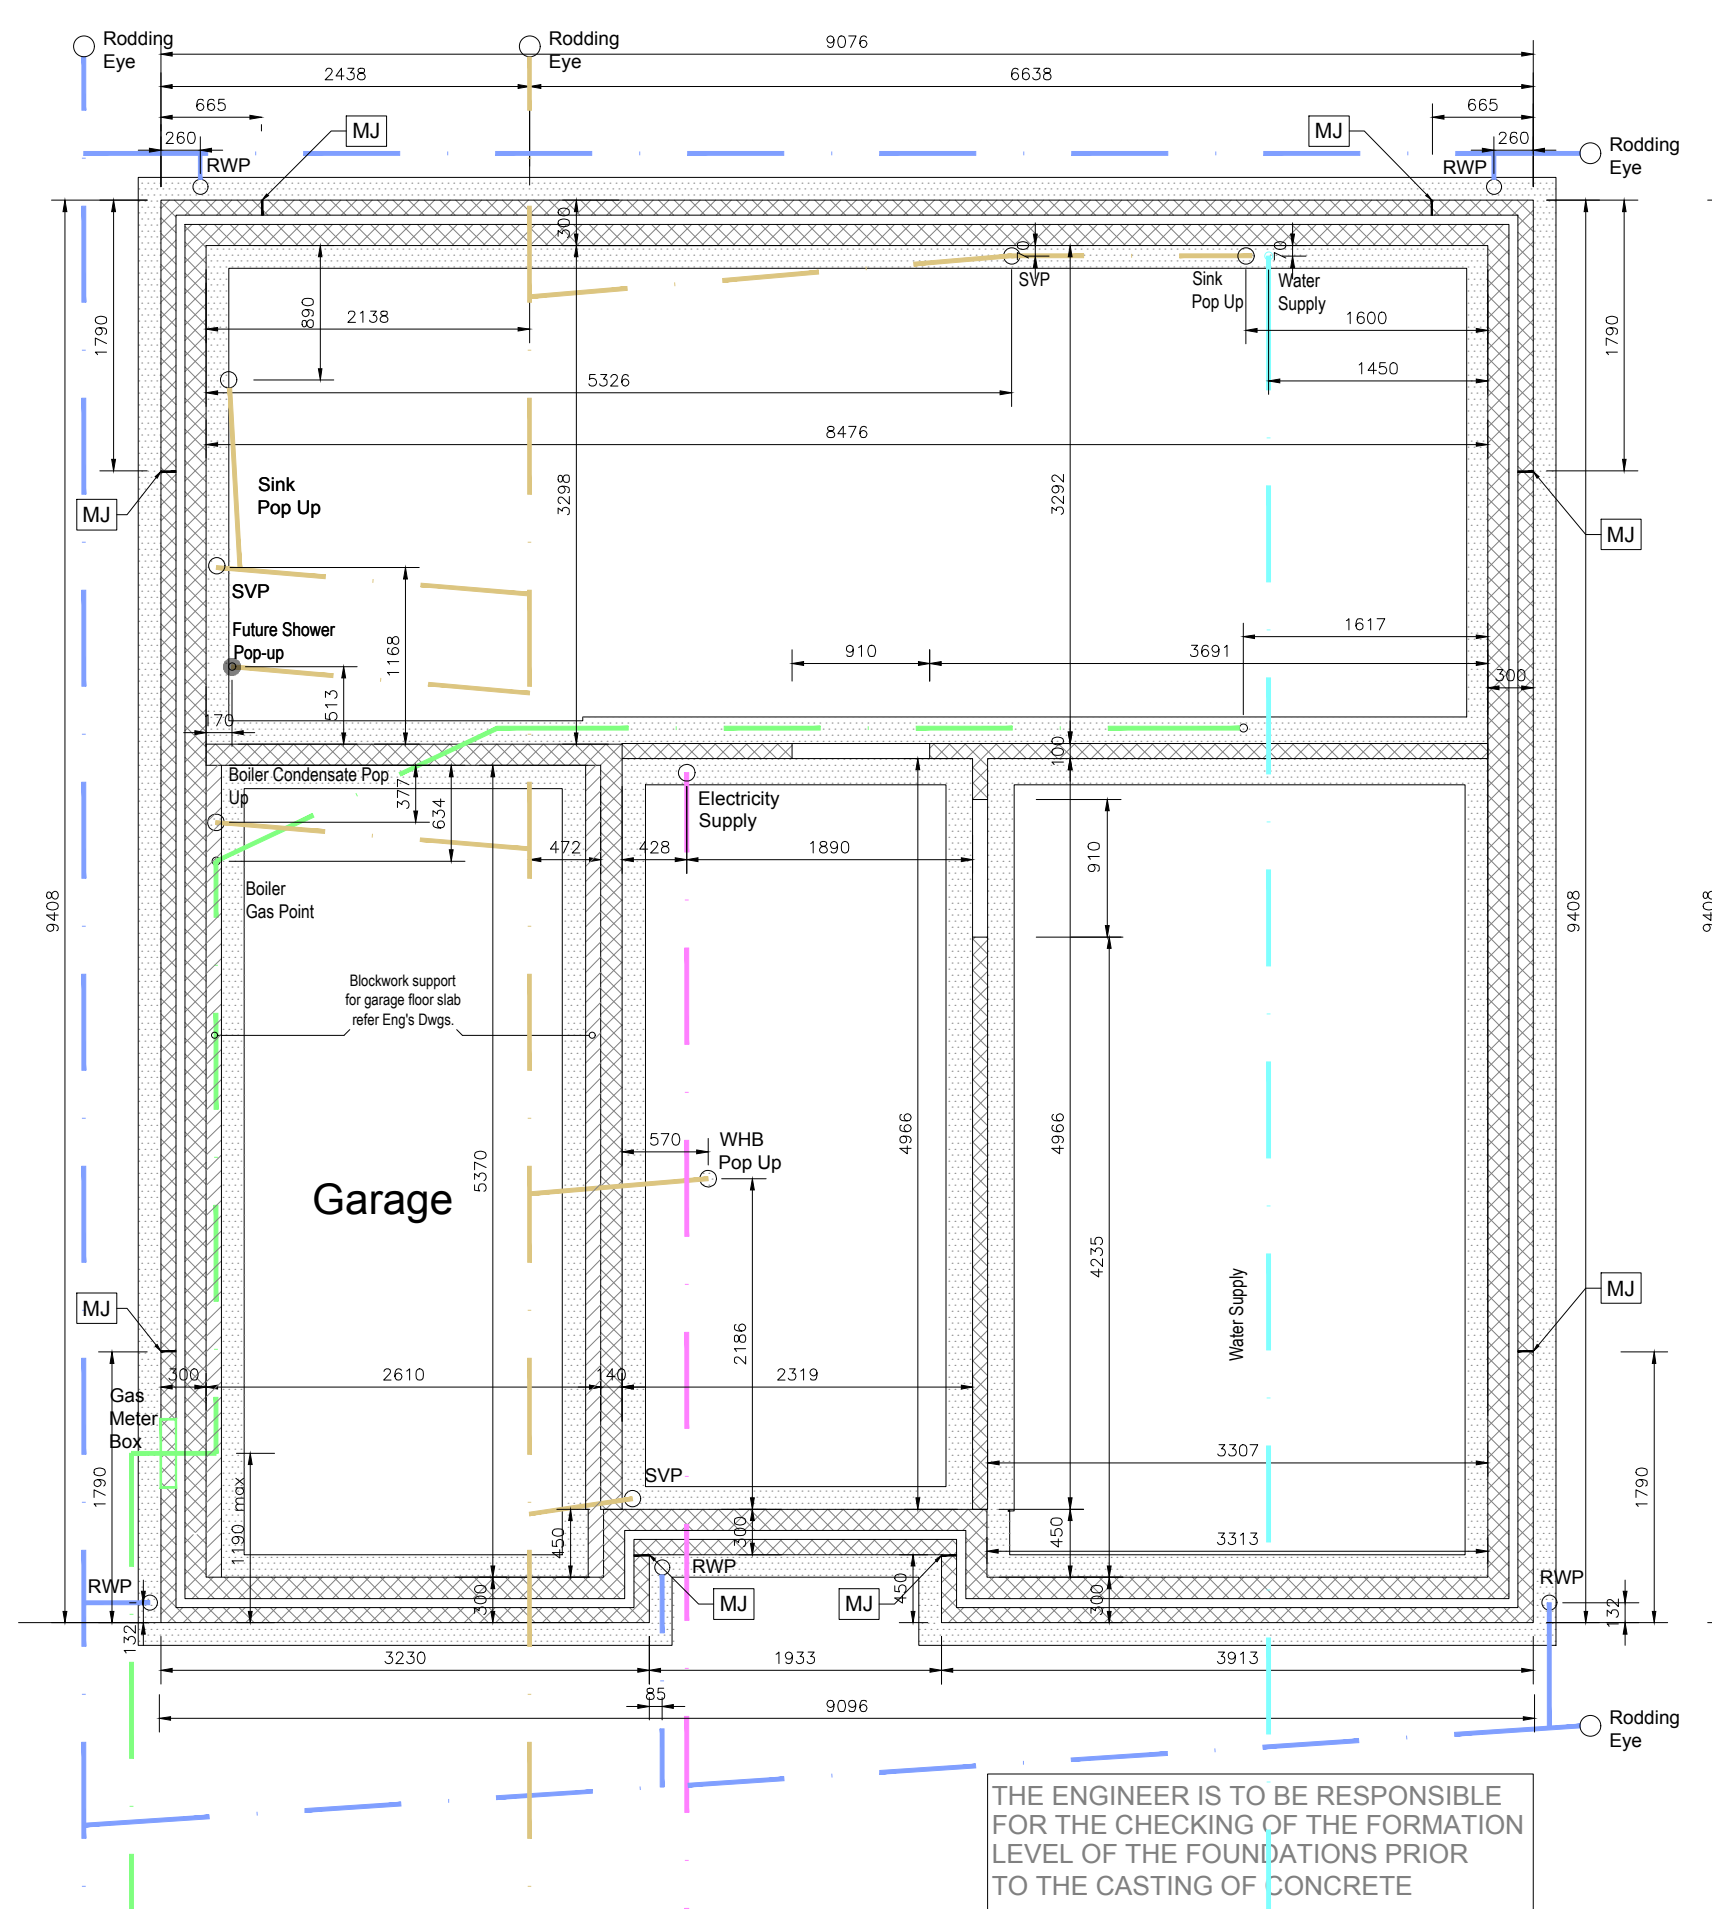 Rodding
Eye
Rodding
Eye
9076
2438
6638
665
665
MJ
MJ
260
260
RWP
RWP
Rodding
Eye
300
70
70
SVP
Sink
Pop Up
Water
Supply
890
1790
1790
2138
1600
5326
1450
8476
Sink
Pop Up
3298
3292
MJ
MJ
SVP
Future Shower
Pop-up
1168
513
170
1617
910
3691
300
100
Boiler Condensate Pop
Up
377
634
Electricity
Supply
472
428
1890
910
Boiler
Gas Point
9408
9408
9408
Blockwork support
for garage floor slab
refer Eng's Dwgs.
570
WHB
Pop Up
4966
4966
5370
Garage
4235
2186
Water Supply
MJ
MJ
300
2610
140
2319
Gas
Meter
Box
3307
1790
1190 max
SVP
1790
450
300
450
3313
RWP
RWP
RWP
MJ
MJ
450
300
300
132
132
3230
1933
3913
85
9096
Rodding
Eye
THE ENGINEER IS TO BE RESPONSIBLE
FOR THE CHECKING OF THE FORMATION
LEVEL OF THE FOUNDATIONS PRIOR
TO THE CASTING OF CONCRETE